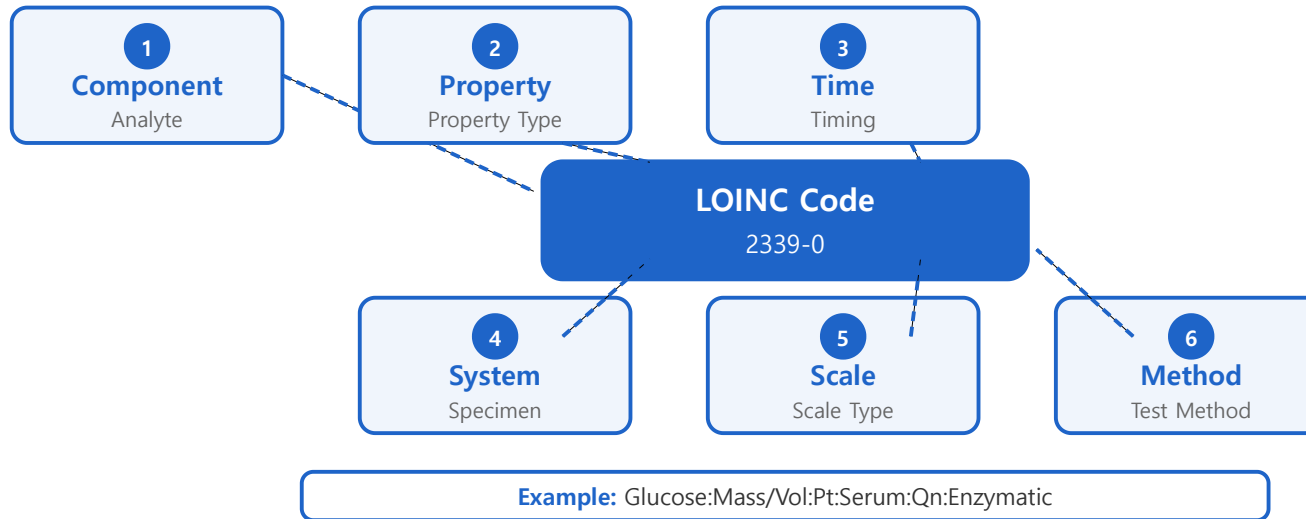 1
Component
Analyte
2
Property
Property Type
3
Time
Timing
LOINC Code
2339-0
4
System
Specimen
5
Scale
Scale Type
6
Method
Test Method
Example: Glucose:Mass/Vol:Pt:Serum:Qn:Enzymatic